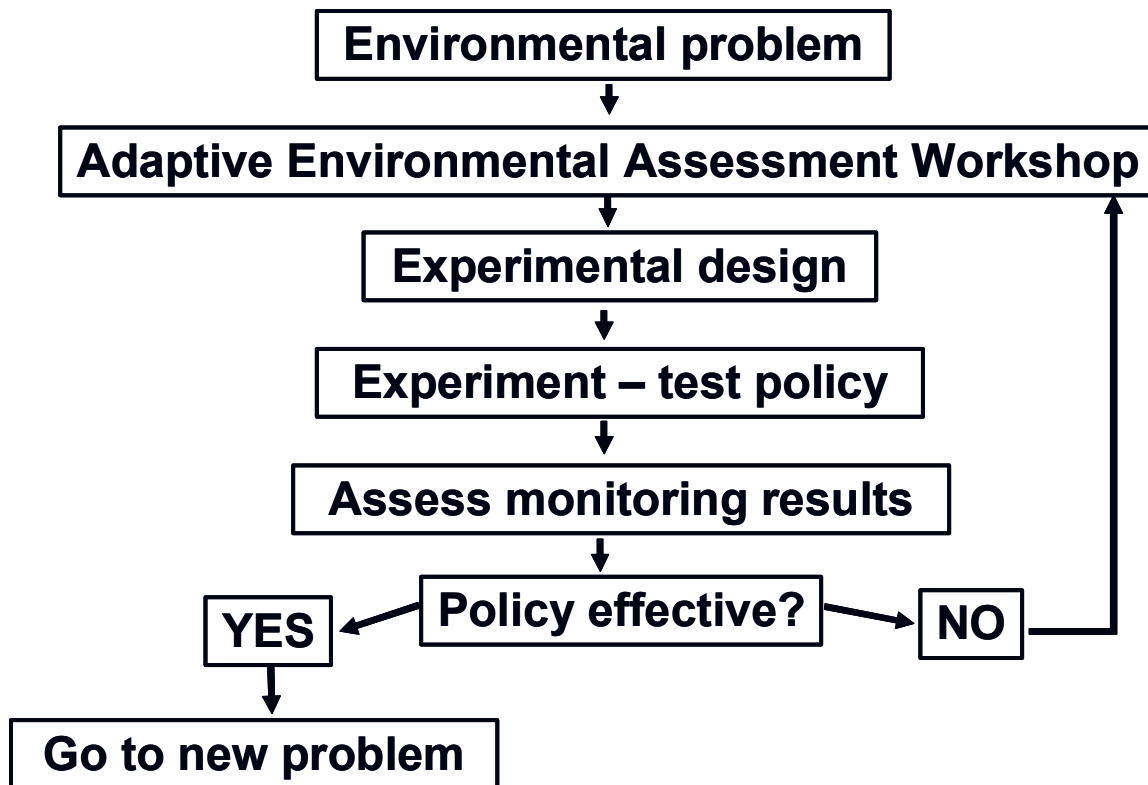 Environmental problem
Adaptive Environmental Assessment Workshop
Experimental design
Experiment – test policy
Assess monitoring results
Policy effective?
YES
NO
Go to new problem